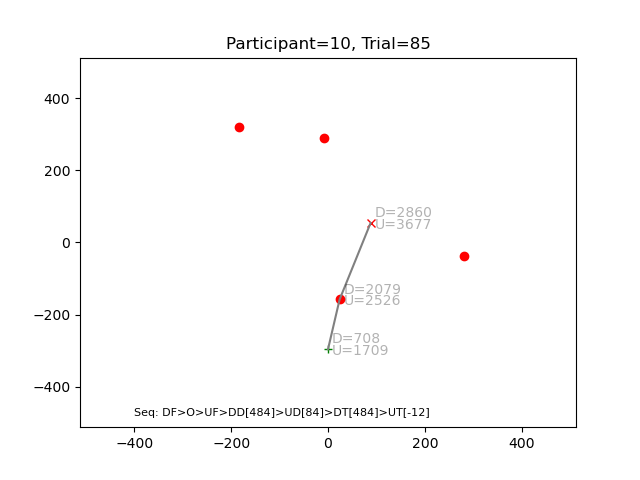 Participant=10, Trial=85
400
200
0
−200
−400
D=2860
U=3677
D=2079
U=2526
D=708
U=1709
Seq: DF>O>UF>DD[484]>UD[84]>DT[484]>UT[-12]
−400 −200 0 200 400